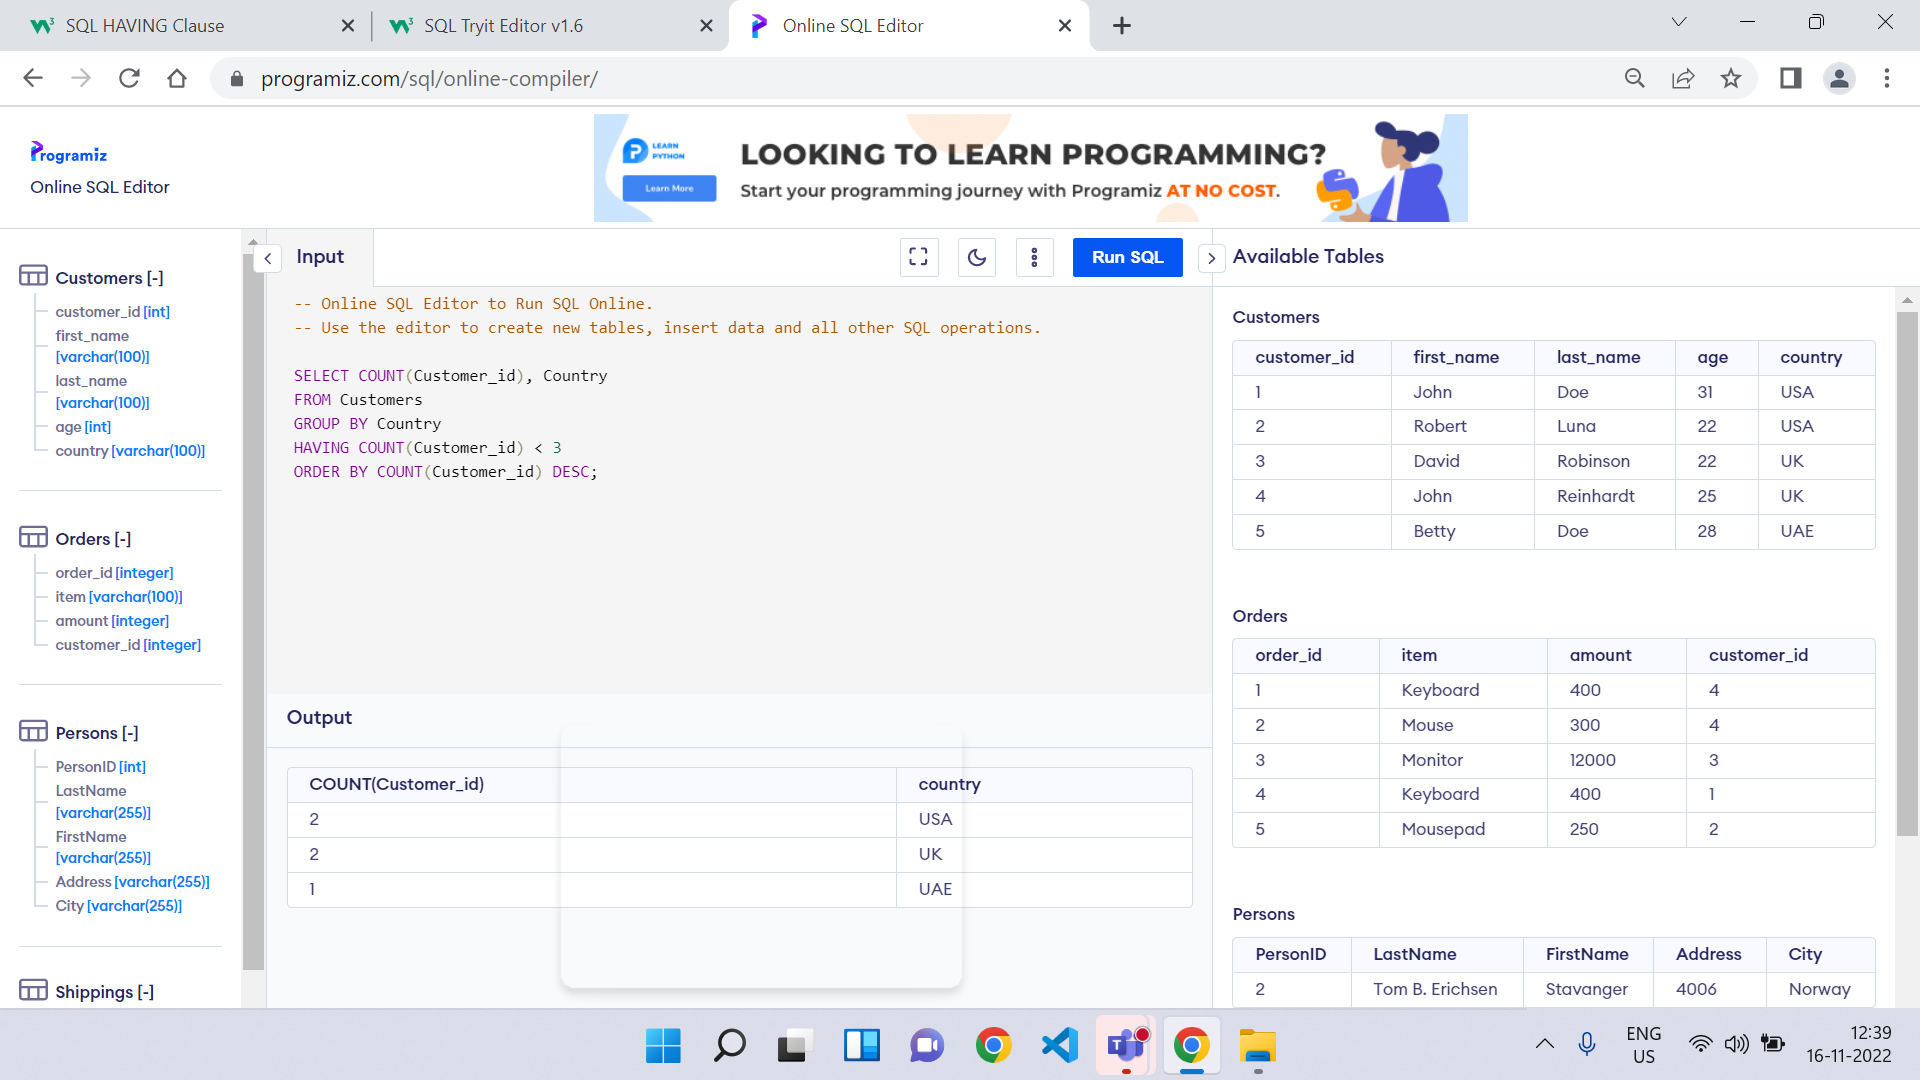 SQL HAVING Clause
SQL Tryit Editor v1.6
Online SQL Editor
programiz.com/sql/online-compiler/
Programiz
Online SQL Editor
LEARN
PYTHON
Learn More
LOOKING TO LEARN PROGRAMMING?
Start your programming journey with Programiz AT NO COST.
Customers [-]
customer_id [int]
first_name
[varchar(100)]
last_name
[varchar(100)]
age [int]
country [varchar(100)]
Orders [-]
order_id [integer]
item [varchar(100)]
amount [integer]
customer_id [integer]
Persons [-]
PersonID [int]
LastName
[varchar(255)]
FirstName
[varchar(255)]
Address [varchar(255)]
City [varchar(255)]
Shippings [-]
Input
Run SQL
-- Online SQL Editor to Run SQL Online.
-- Use the editor to create new tables, insert data and all other SQL operations.
SELECT COUNT(Customer_id), Country
FROM Customers
GROUP BY Country
HAVING COUNT(Customer_id) < 3
ORDER BY COUNT(Customer_id) DESC;
Output
COUNT(Customer_id) country
2 USA
2 UK
1 UAE
Available Tables
Customers
customer_id first_name last_name age country
1 John Doe 31 USA
2 Robert Luna 22 USA
3 David Robinson 22 UK
4 John Reinhardt 25 UK
5 Betty Doe 28 UAE
Orders
order_id item amount customer_id
1 Keyboard 400 4
2 Mouse 300 4
3 Monitor 12000 3
4 Keyboard 400 1
5 Mousepad 250 2
Persons
PersonID LastName FirstName Address City
2 Tom B. Erichsen Stavanger 4006 Norway
ENG
US
12:39
16-11-2022